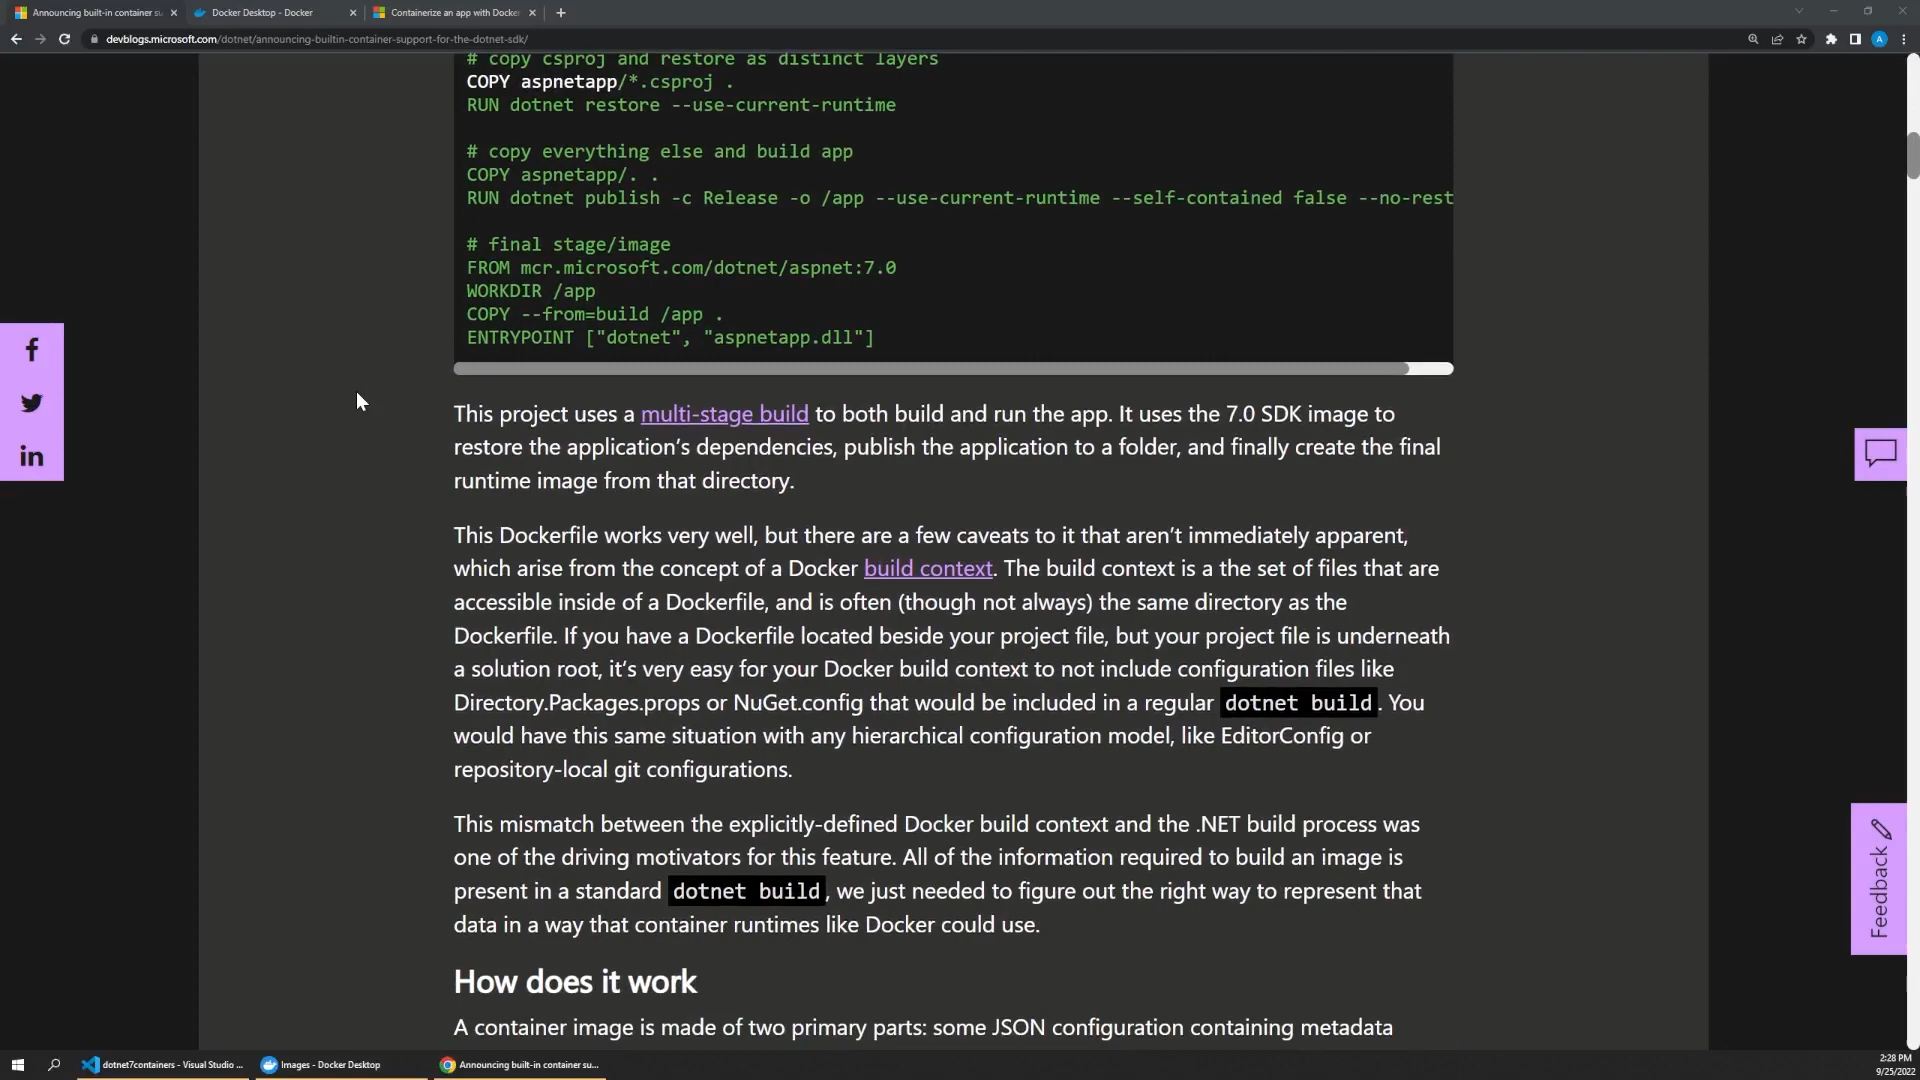 Announcing built-in container su
Docker Desktop - Docker
Containerize an app with Docker
devblogs.microsoft.com/dotnet/announcing-builtin-container-support-for-the-dotnet-sdk/
A
# copy csproj and restore as distinct layers
COPY aspnetapp/*.csproj .
RUN dotnet restore --use-current-runtime
# copy everything else and build app
COPY aspnetapp/. .
RUN dotnet publish -c Release -o /app --use-current-runtime --self-contained false --no-rest
# final stage/image
FROM mcr.microsoft.com/dotnet/aspnet:7.0
WORKDIR /app
COPY --from=build /app .
ENTRYPOINT ["dotnet", "aspnetapp.dll"]
This project uses a multi-stage build to both build and run the app. It uses the 7.0 SDK image to
restore the application’s dependencies, publish the application to a folder, and finally create the final
runtime image from that directory.
This Dockerfile works very well, but there are a few caveats to it that aren’t immediately apparent,
which arise from the concept of a Docker build context. The build context is a the set of files that are
accessible inside of a Dockerfile, and is often (though not always) the same directory as the
Dockerfile. If you have a Dockerfile located beside your project file, but your project file is underneath
a solution root, it’s very easy for your Docker build context to not include configuration files like
Directory.Packages.props or NuGet.config that would be included in a regular dotnet build. You
would have this same situation with any hierarchical configuration model, like EditorConfig or
repository-local git configurations.
This mismatch between the explicitly-defined Docker build context and the .NET build process was
one of the driving motivators for this feature. All of the information required to build an image is
present in a standard dotnet build, we just needed to figure out the right way to represent that
data in a way that container runtimes like Docker could use.
How does it work
A container image is made of two primary parts: some JSON configuration containing metadata
f
in
Feedback
dotnet7containers - Visual Studio ...
Images - Docker Desktop
Announcing built-in container su...
2:28 PM
9/25/2022